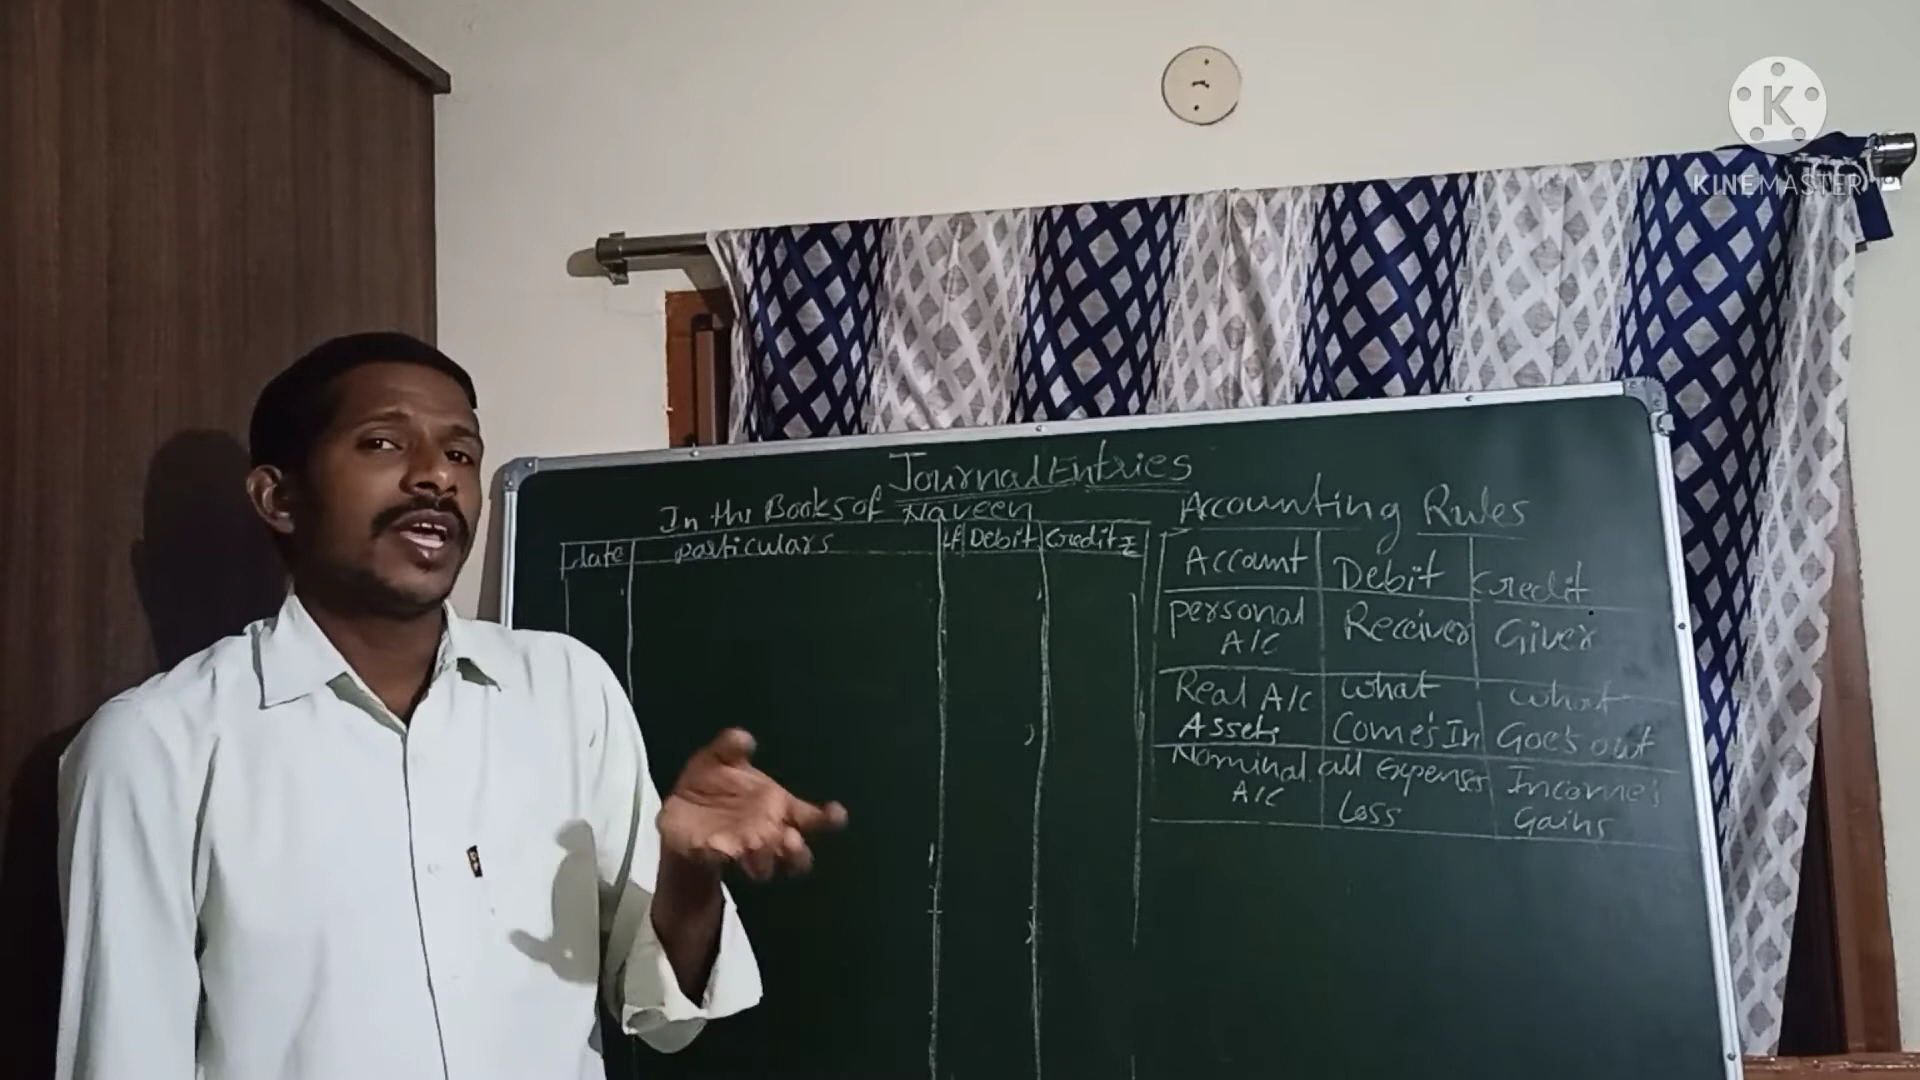 KINEMASTER
Journal Entries
In the Books of Naveen
date particulars LF Debit Credit
Accounting Rules
Account Debit Credit
personal A/C Receiver Giver
Real A/C Assets what Come's In what Goe's out
Nominal A/C all expenses Loss Income's Gains